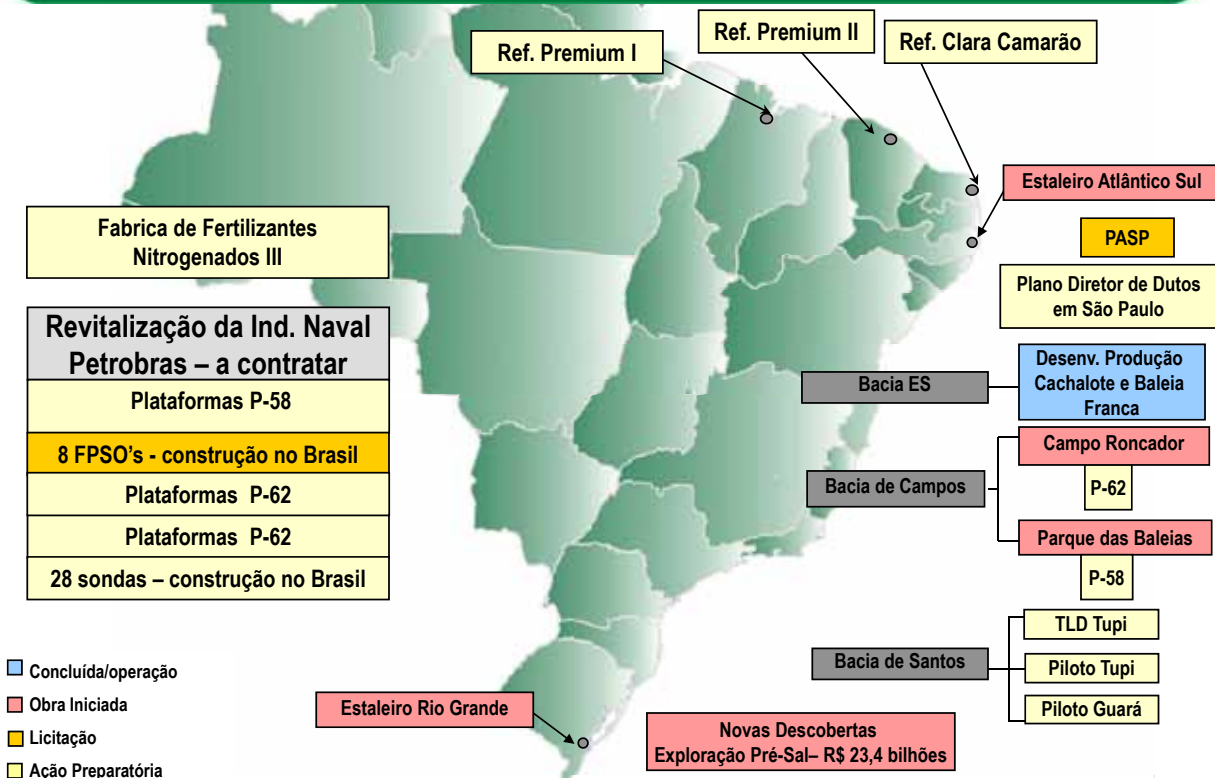 Ref. Premium I
Ref. Premium II
Ref. Clara Camarão
Estaleiro Atlântico Sul
PASP
Plano Diretor de Dutos
em São Paulo
Fabrica de Fertilizantes
Nitrogenados III
Revitalização da Ind. Naval
Petrobras – a contratar
Plataformas P-58
8 FPSO's - construção no Brasil
Plataformas P-62
Plataformas P-62
28 sondas – construção no Brasil
Bacia ES
Desenv. Produção
Cachalote e Baleia
Franca
Bacia de Campos
Campo Roncador
P-62
Parque das Baleias
P-58
Bacia de Santos
TLD Tupi
Piloto Tupi
Piloto Guará
Estaleiro Rio Grande
Novas Descobertas
Exploração Pré-Sal– R$ 23,4 bilhões
Concluída/operação
Obra Iniciada
Licitação
Ação Preparatória